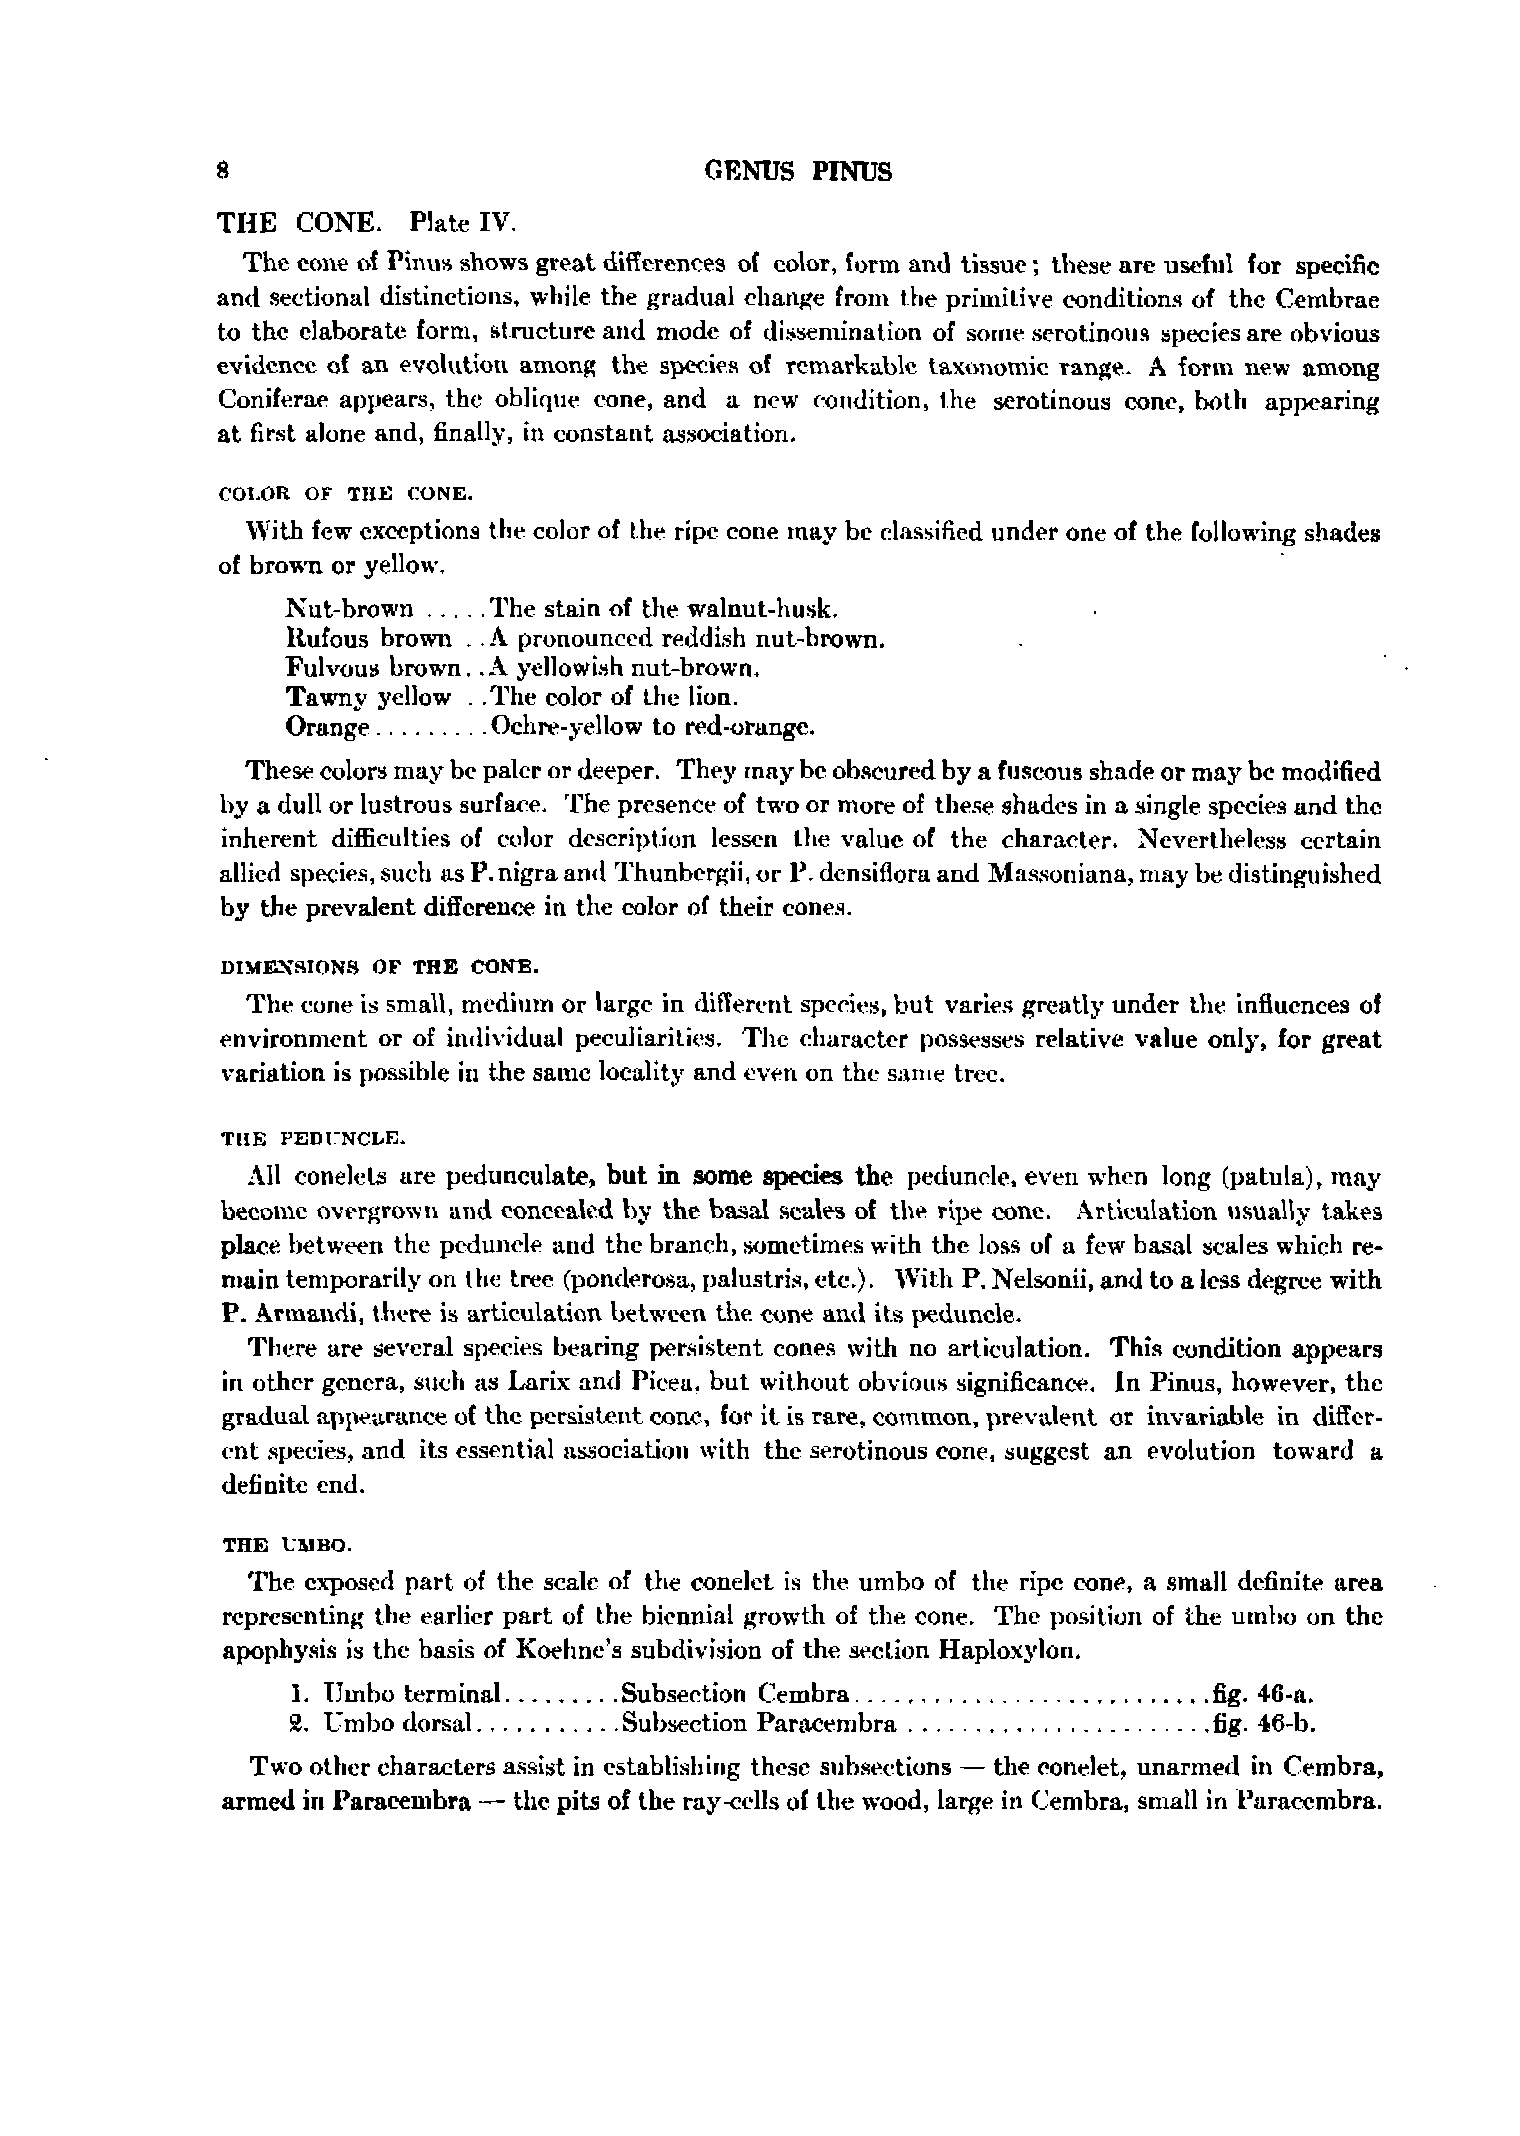 8 GENUS PINUS
THE CONE. Plate IV.
The cone of Pinus shows great differences of color, form and tissue; these are useful for specific
and sectional distinctions, while the gradual change from the primitive conditions of the Cembrae
to the elaborate form, structure and mode of dissemination of some serotinous species are obvious
evidence of an evolution among the species of remarkable taxonomic range. A form new among
Coniferae appears, the oblique cone, and a new condition, the serotinous cone, both appearing
at first alone and, finally, in constant association.
COLOR OF THE CONE.
With few exceptions the color of the ripe cone may be classified under one of the following shades
of brown or yellow.
Nut-brown .....The stain of the walnut-husk.
Rufous brown ..A pronounced reddish nut-brown.
Fulvous brown..A yellowish nut-brown.
Tawny yellow ..The color of the lion.
Orange.........Ochre-yellow to red-orange.
These colors may be paler or deeper. They may be obscured by a fuscous shade or may be modified
by a dull or lustrous surface. The presence of two or more of these shades in a single species and the
inherent difficulties of color description lessen the value of the character. Nevertheless certain
allied species, such as P. nigra and Thunbergii, or P. densiflora and Massoniana, may be distinguished
by the prevalent difference in the color of their cones.
DIMENSIONS OF THE CONE.
The cone is small, medium or large in different species, but varies greatly under the influences of
environment or of individual peculiarities. The character possesses relative value only, for great
variation is possible in the same locality and even on the same tree.
THE PEDUNCLE.
All conelets are pedunculate, but in some species the peduncle, even when long (patula), may
become overgrown and concealed by the basal scales of the ripe cone. Articulation usually takes
place between the peduncle and the branch, sometimes with the loss of a few basal scales which re-
main temporarily on the tree (ponderosa, palustris, etc.). With P. Nelsonii, and to a less degree with
P. Armandi, there is articulation between the cone and its peduncle.
There are several species bearing persistent cones with no articulation. This condition appears
in other genera, such as Larix and Picea, but without obvious significance. In Pinus, however, the
gradual appearance of the persistent cone, for it is rare, common, prevalent or invariable in differ-
ent species, and its essential association with the serotinous cone, suggest an evolution toward a
definite end.
THE UMBO.
The exposed part of the scale of the conelet is the umbo of the ripe cone, a small definite area
representing the earlier part of the biennial growth of the cone. The position of the umbo on the
apophysis is the basis of Koehne's subdivision of the section Haploxylon.
1. Umbo terminal.........Subsection Cembra...........................fig. 46-a.
2. Umbo dorsal...........Subsection Paracembra .......................fig. 46-b.
Two other characters assist in establishing these subsections — the conelet, unarmed in Cembra,
armed in Paracembra — the pits of the ray-cells of the wood, large in Cembra, small in Paracembra.